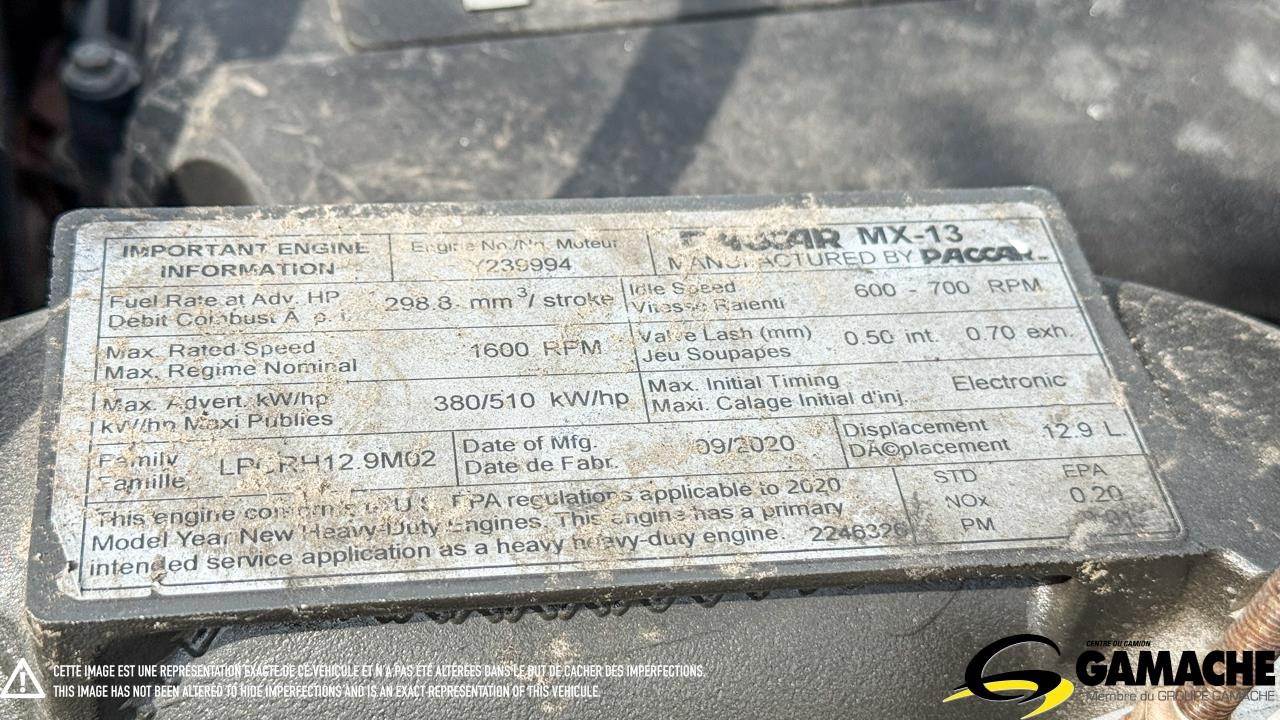 IMPORTANT ENGINE
INFORMATION
Engine No./No. Moteur
Y239994
PACCAR MX-13
MANUFACTURED BY PACCAR
Fuel Rate at Adv. HP
Débit Combust Ã p.
298.8 mm³/ stroke
Idle Speed
Vitesse Ralenti
600 - 700 RPM
Max. Rated Speed
Max. Regime Nominal
1600 RPM
Valve Lash (mm)
Jeu Soupapes
0.50 int. 0.70 exh.
Max. Advert. kW/hp
kW/hp Maxi Publies
380/510 kW/hp
Max. Initial Timing
Maxi. Calage Initial d'inj.
Electronic
Family
Famille
LPCRH12.9M02
Date of Mfg.
Date de Fabr.
09/2020
Displacement
DÃ©placement
12.9 L.
This engine conforms to U.S. EPA regulations applicable to 2020
Model Year New Heavy-Duty Engines. This engine has a primary
intended service application as a heavy heavy-duty engine.
STD EPA
NOx 0.20
PM
CETTE IMAGE EST UNE REPRÉSENTATION EXACTE DE CE VÉHICULE ET N'A PAS ÉTÉ ALTÉRÉES DANS LE BUT DE CACHER DES IMPERFECTIONS.
THIS IMAGE HAS NOT BEEN ALTERED TO HIDE IMPERFECTIONS AND IS AN EXACT REPRESENTATION OF THIS VEHICLE.
CENTRE DU CAMION
GAMACHE
Membre du GROUPE GAMACHE